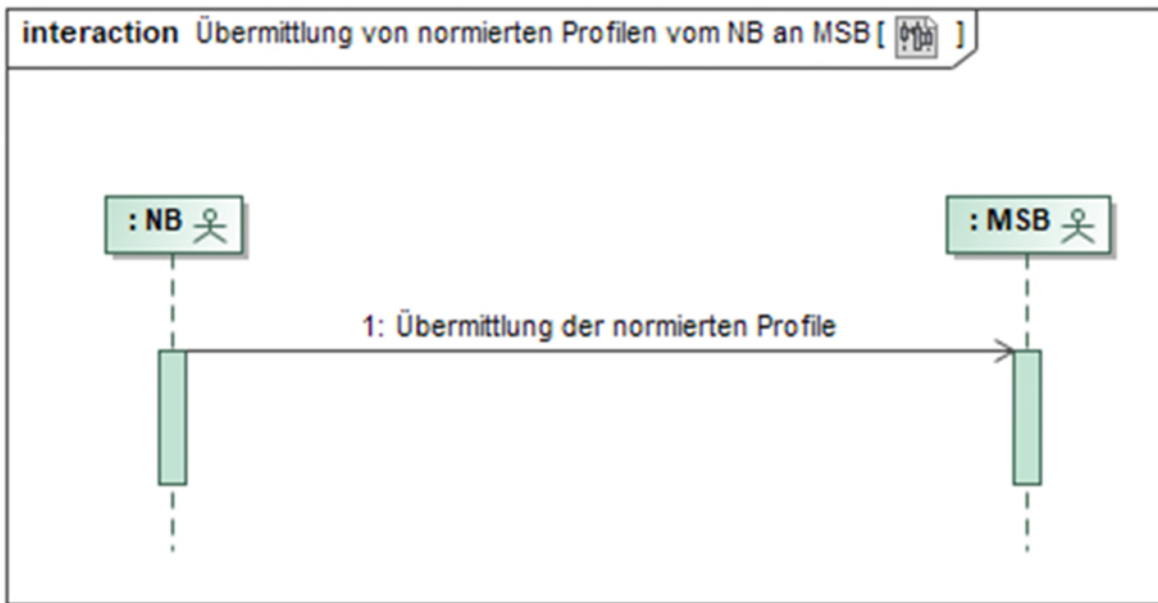 interaction Übermittlung von normierten Profilen vom NB an MSB [ ]
: NB
: MSB
1: Übermittlung der normierten Profile